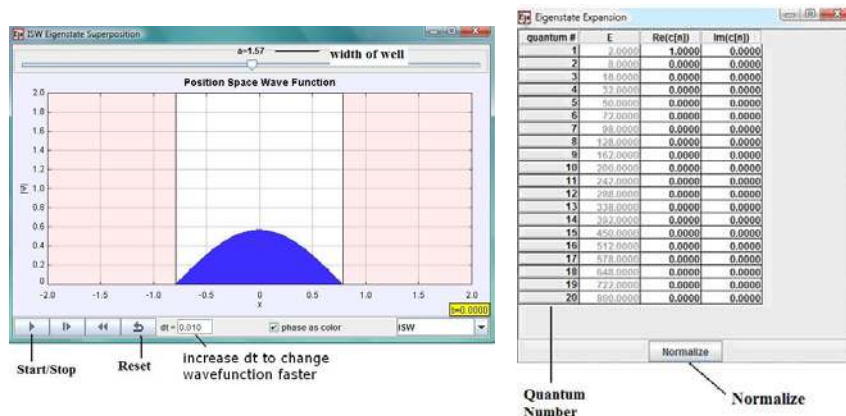 ISW Eigenstate Superposition
a=1.57
width of well
Position Space Wave Function
2.0
1.8
1.6
1.4
1.2
1.0
0.8
0.6
0.4
0.2
0
|Ψ|
-2.0 -1.5 -1.0 -0.5 0 0.5 1.0 1.5 2.0
x
t=0.0000
dt = 0.010
phase as color
ISW
Start/Stop
Reset
increase dt to change
wavefunction faster
Eigenstate Expansion
quantum # E Re(c[n]) Im(c[n])
1 2.0000 1.0000 0.0000
2 8.0000 0.0000 0.0000
3 18.0000 0.0000 0.0000
4 32.0000 0.0000 0.0000
5 50.0000 0.0000 0.0000
6 72.0000 0.0000 0.0000
7 98.0000 0.0000 0.0000
8 128.0000 0.0000 0.0000
9 162.0000 0.0000 0.0000
10 200.0000 0.0000 0.0000
11 242.0000 0.0000 0.0000
12 288.0000 0.0000 0.0000
13 338.0000 0.0000 0.0000
14 392.0000 0.0000 0.0000
15 450.0000 0.0000 0.0000
16 512.0000 0.0000 0.0000
17 578.0000 0.0000 0.0000
18 648.0000 0.0000 0.0000
19 722.0000 0.0000 0.0000
20 800.0000 0.0000 0.0000
Normalize
Quantum
Number
Normalize